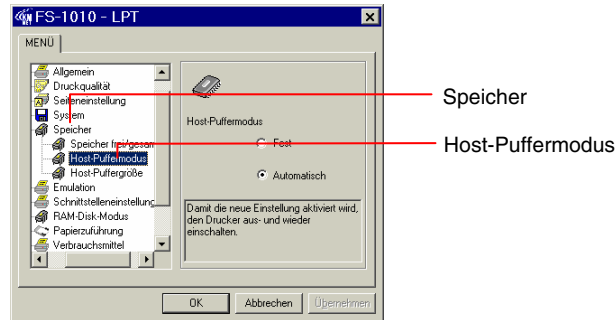 FS-1010 - LPT
MENÜ
Allgemein
Druckqualität
Seiteneinstellung
System
Speicher
Speicher frei/gesam
Host-Puffermodus
Host-Puffergröße
Emulation
Schnittstelleneinstellung
RAM-Disk-Modus
Papierzuführung
Verbrauchsmittel
Host-Puffermodus
Fest
Automatisch
Damit die neue Einstellung aktiviert wird,
den Drucker aus- und wieder
einschalten.
OK
Abbrechen
Übernehmen
Speicher
Host-Puffermodus